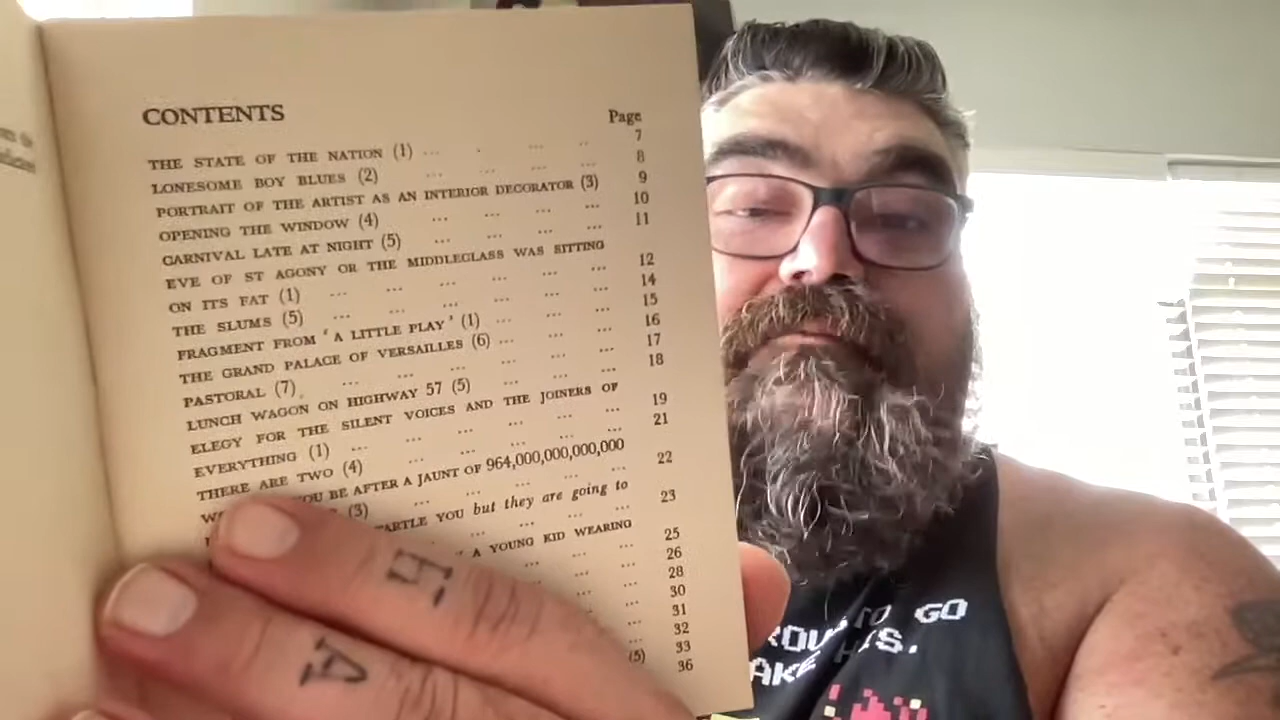 CONTENTS
Page
THE STATE OF THE NATION (1) ... 7
LONESOME BOY BLUES (2) ... 8
PORTRAIT OF THE ARTIST AS AN INTERIOR DECORATOR (3) 9
OPENING THE WINDOW (4) ... 10
CARNIVAL LATE AT NIGHT (5) ... 11
EVE OF ST AGONY OR THE MIDDLECLASS WAS SITTING
ON ITS FAT (1) ... 12
THE SLUMS (5) ... 14
FRAGMENT FROM 'A LITTLE PLAY' (1) ... 15
THE GRAND PALACE OF VERSAILLES (6) ... 16
PASTORAL (7) ... 17
LUNCH WAGON ON HIGHWAY 57 (5) ... 18
ELEGY FOR THE SILENT VOICES AND THE JOINERS OF
EVERYTHING (1) ... 19
THERE ARE TWO (4) ... 21
YOU BE AFTER A JAUNT OF 964,000,000,000,000
(3) ... 22
YOU but they are going to
... 23
A YOUNG KID WEARING
... 25
... 26
... 28
... 30
... 31
... 32
... 33
(5) 36
H
A
TO GO